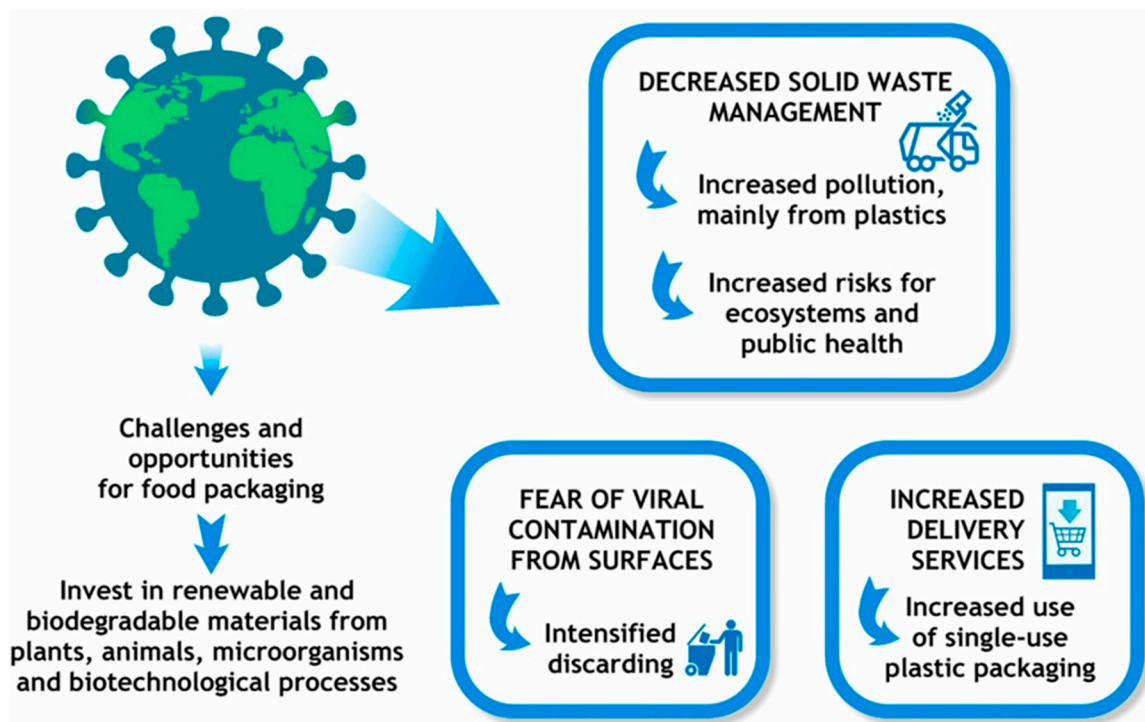 DECREASED SOLID WASTE
MANAGEMENT
Increased pollution,
mainly from plastics
Increased risks for
ecosystems and
public health
Challenges and
opportunities
for food packaging
Invest in renewable and
biodegradable materials from
plants, animals, microorganisms
and biotechnological processes
FEAR OF VIRAL
CONTAMINATION
FROM SURFACES
Intensified
discarding
INCREASED
DELIVERY
SERVICES
Increased use
of single-use
plastic packaging